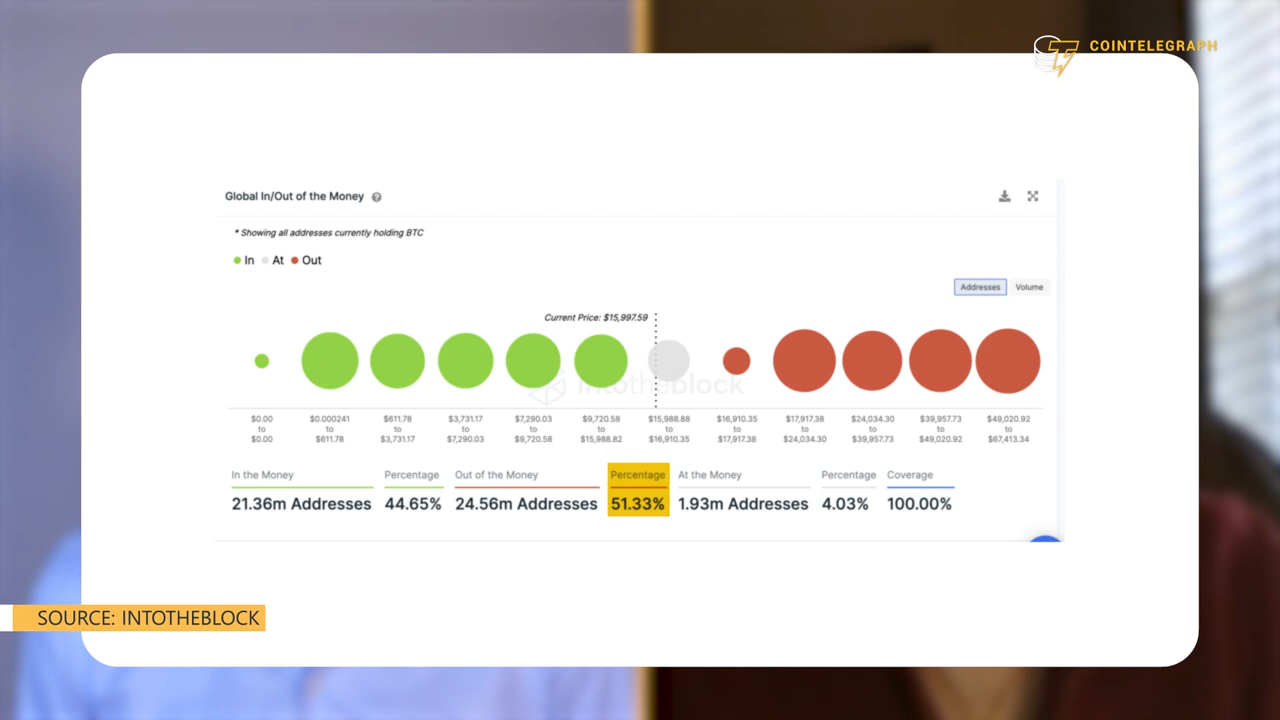 COINTELEGRAPH
Global In/Out of the Money ?
* Showing all addresses currently holding BTC
In At Out
Addresses Volume
Current Price: $15,997.59
intotheblock
$0.00 $0.000241 $611.78 $3,731.17 $7,290.03 $9,720.58 $15,988.88 $16,910.35 $17,917.38 $24,034.30 $39,957.73 $49,020.92
to to to to to to to to to to to to
$0.00 $611.78 $3,731.17 $7,290.03 $9,720.58 $15,988.82 $16,910.35 $17,917.38 $24,034.30 $39,957.73 $49,020.92 $67,413.34
In the Money Percentage Out of the Money Percentage At the Money Percentage Coverage
21.36m Addresses 44.65% 24.56m Addresses 51.33% 1.93m Addresses 4.03% 100.00%
SOURCE: INTOTHEBLOCK